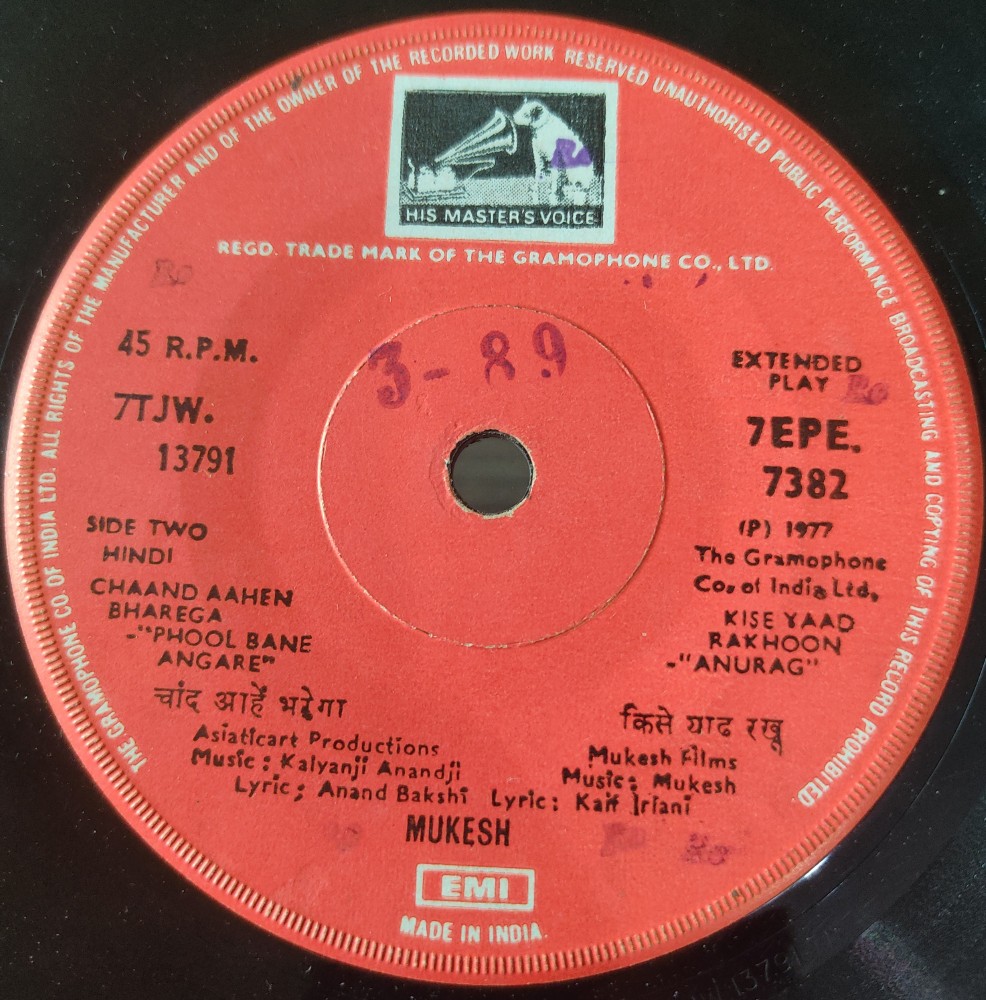 THE GRAMOPHONE CO. OF INDIA LTD. ALL RIGHTS OF THE MANUFACTURER AND OF THE OWNER OF THE RECORDED WORK RESERVED UNAUTHORISED PUBLIC PERFORMANCE BROADCASTING AND COPYING OF THIS RECORD PROHIBITED.
HIS MASTER'S VOICE
REGD. TRADE MARK OF THE GRAMOPHONE CO., LTD.
3-89
45 R.P.M.
7TJW.
13791
SIDE TWO
HINDI
CHAAND AAHEN
BHAREGA
-"PHOOL BANE
ANGARE"
चांद आहें भरेगा
Asiaticart Productions
Music : Kalyanji Anandji
Lyric ; Anand Bakshi
EXTENDED
PLAY
7EPE.
7382
(P) 1977
The Gramophone
Co. of India Ltd,
KISE YAAD
RAKHOON
-"ANURAG"
किसे याद रखू
Mukesh Films
Music: Mukesh
Lyric: Kaif Iriani
MUKESH
EMI
MADE IN INDIA.
13791